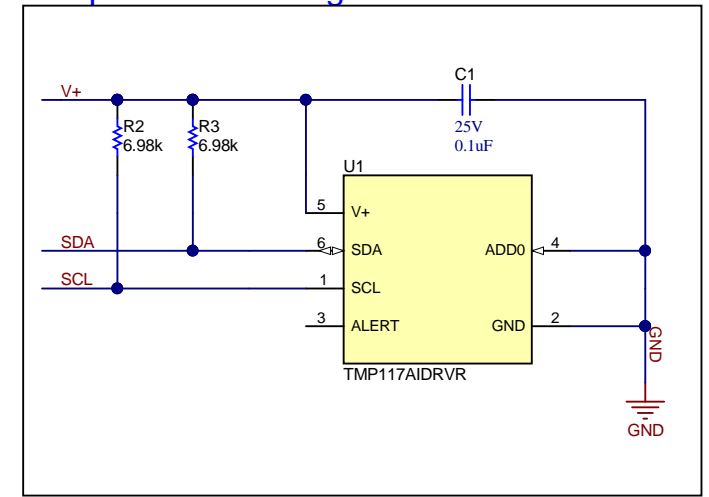 C1
V+
R2
6.98k
R3
6.98k
25V
0.1uF
U1
5
V+
SDA
6
SDA
ADD0
4
SCL
1
SCL
3
ALERT
GND
2
GND
TMP117AIDRVR
GND